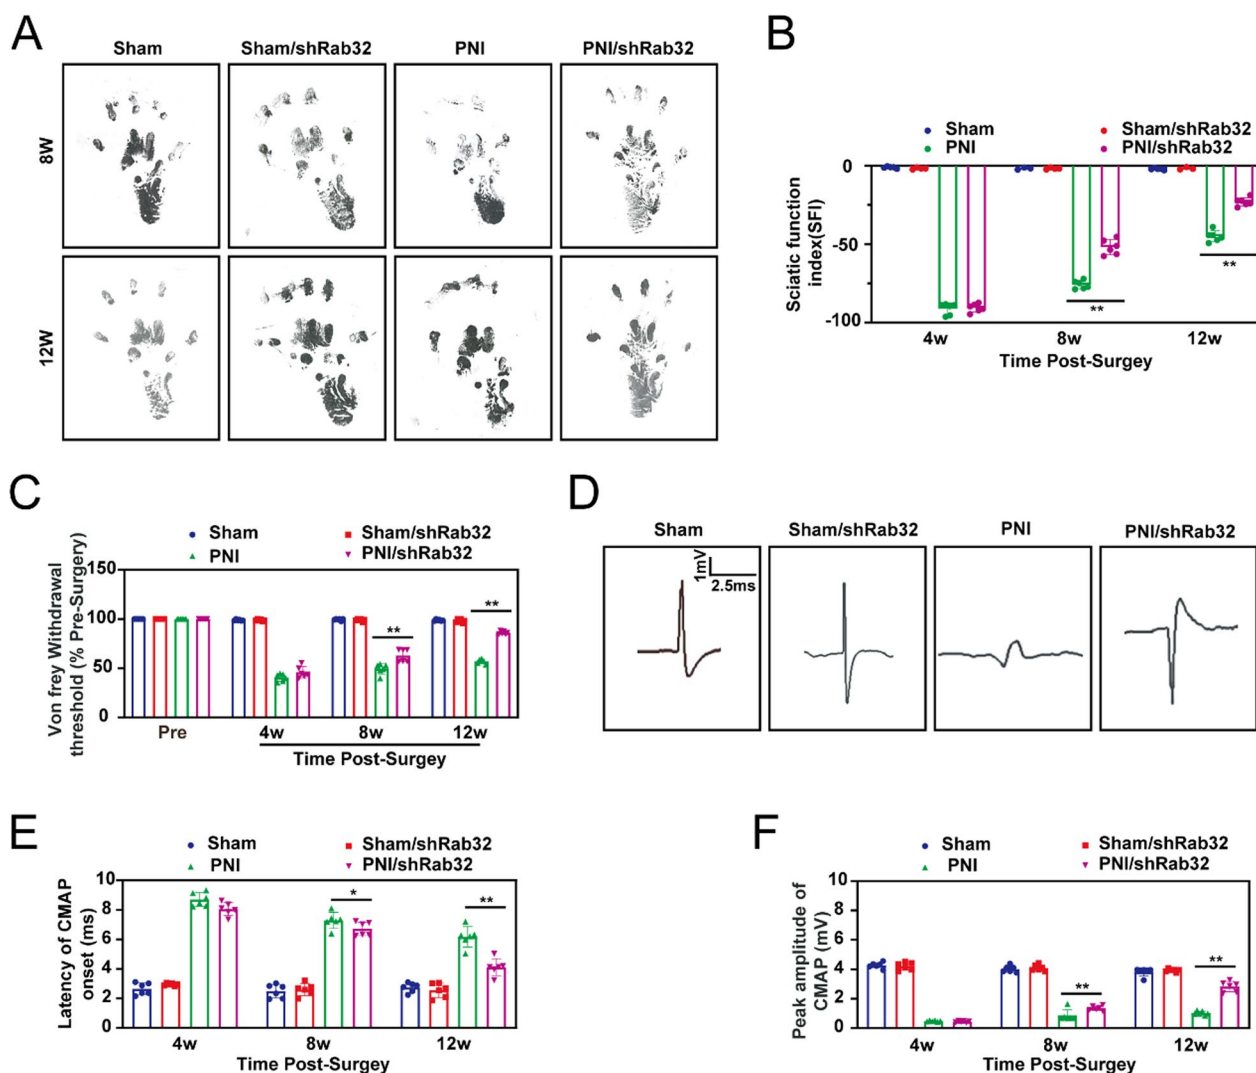 A
Sham
Sham/shRab32
PNI
PNI/shRab32
8W
12W
B
Sham
Sham/shRab32
PNI
PNI/shRab32
Sciatic function
index(SFI)
0
-50
-100
**
**
4w
8w
12w
Time Post-Surgey
C
Sham
Sham/shRab32
PNI
PNI/shRab32
Von frey Withdrawal
threshold (% Pre-Surgery)
150
100
50
0
**
**
Pre
4w
8w
12w
Time Post-Surgey
D
Sham
Sham/shRab32
PNI
PNI/shRab32
1mV
2.5ms
E
Sham
Sham/shRab32
PNI
PNI/shRab32
Latency of CMAP
onset (ms)
10
8
6
4
2
0
*
**
4w
8w
12w
Time Post-Surgey
F
Sham
Sham/shRab32
PNI
PNI/shRab32
Peak amplitude of
CMAP (mV)
10
8
6
4
2
0
**
**
4w
8w
12w
Time Post-Surgey